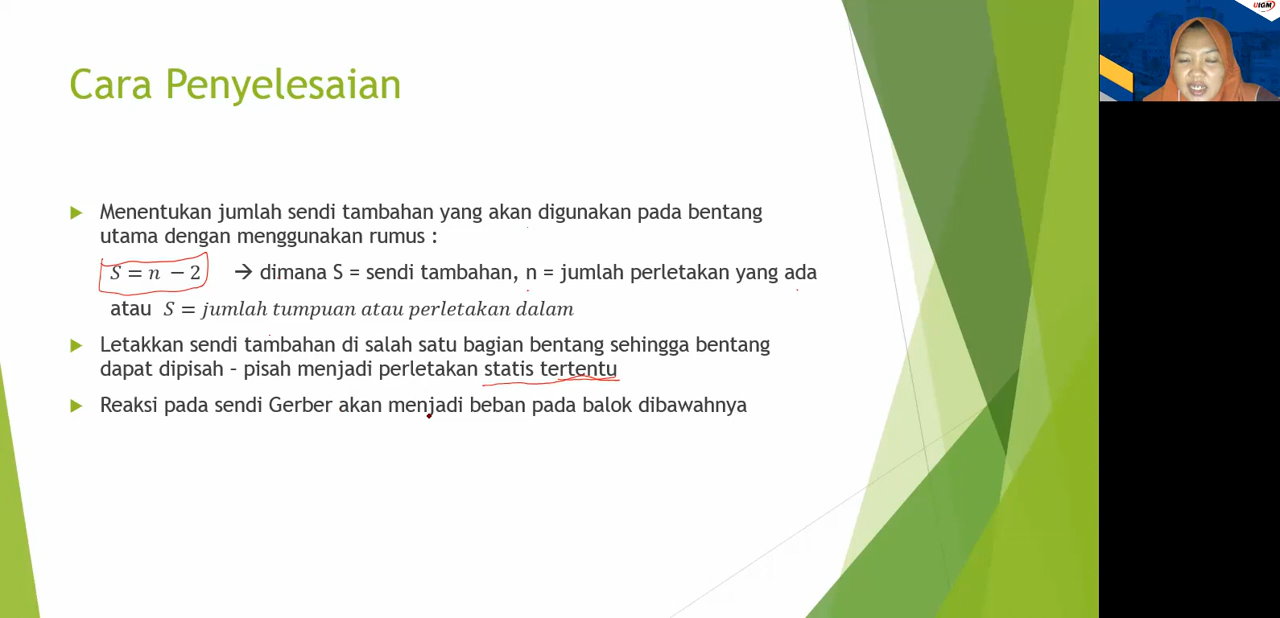 UIGM
Cara Penyelesaian
Menentukan jumlah sendi tambahan yang akan digunakan pada bentang
utama dengan menggunakan rumus :
S = n − 2 → dimana S = sendi tambahan, n = jumlah perletakan yang ada
atau S = jumlah tumpuan atau perletakan dalam
Letakkan sendi tambahan di salah satu bagian bentang sehingga bentang
dapat dipisah – pisah menjadi perletakan statis tertentu
Reaksi pada sendi Gerber akan menjadi beban pada balok dibawahnya